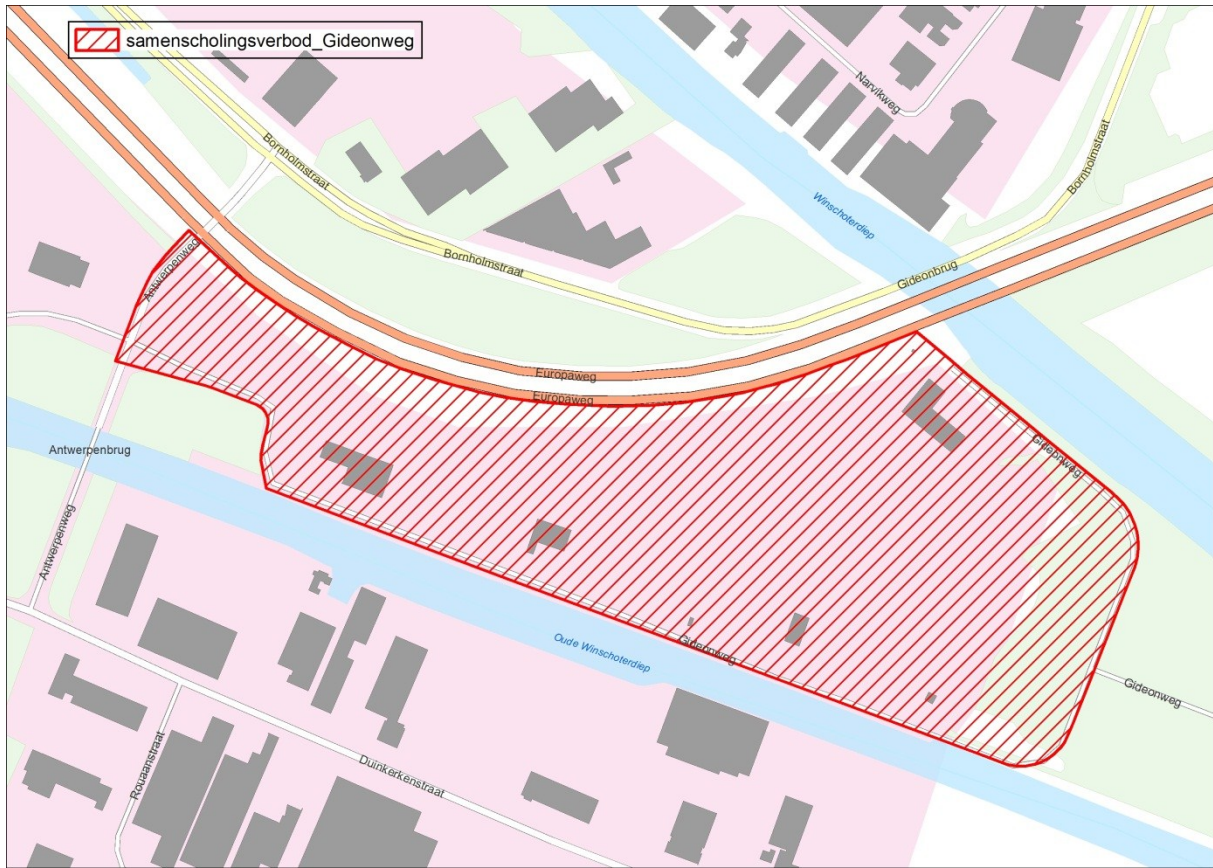 samenscholingsverbod_Gideonweg
Narvikweg
Bornholmstraat
Bornholmstraat
Winschoterdiep
Antwerpenweg
Bornholmstraat
Gideonbrug
Europaweg
Europaweg
Gideonweg
Antwerpenbrug
Antwerpenweg
Gideonweg
Oude Winschoterdiep
Gideonweg
Rouaanstraat
Duinkerkenstraat